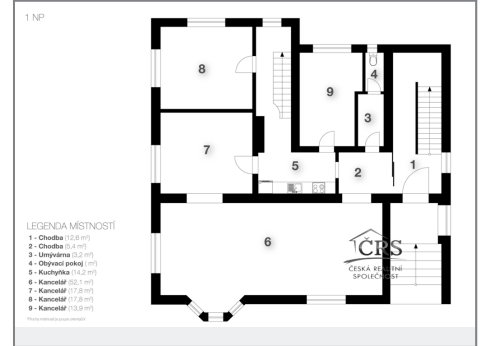 1 NP
8
9
4
3
7
5
2
1
6
ČRS
ČESKÁ REALITNÍ
SPOLEČNOST
LEGENDA MÍSTNOSTÍ
1 - Chodba (12,6 m²)
2 - Chodba (5,4 m²)
3 - Umývárna (3,2 m²)
4 - Obývací pokoj ( m²)
5 - Kuchyňka (14,2 m²)
6 - Kancelář (52,1 m²)
7 - Kancelář (17,8 m²)
8 - Kancelář (17,8 m²)
9 - Kancelář (13,9 m²)